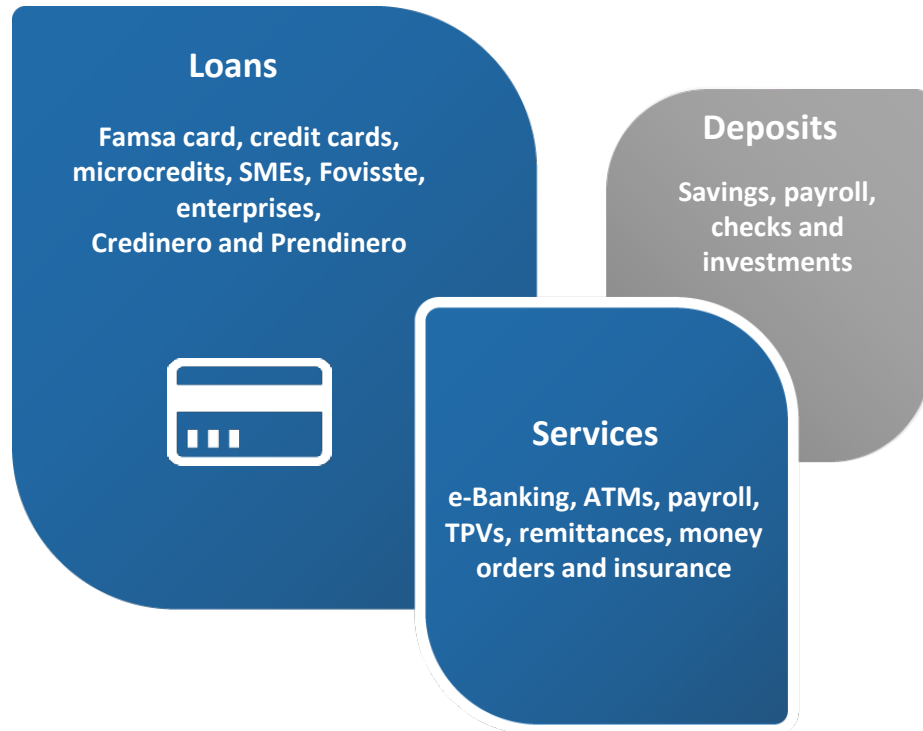 Loans
Famsa card, credit cards,
microcredits, SMEs, Fovisste,
enterprises,
Credinero and Prendinero
Deposits
Savings, payroll,
checks and
investments
Services
e-Banking, ATMs, payroll,
TPVs, remittances, money
orders and insurance